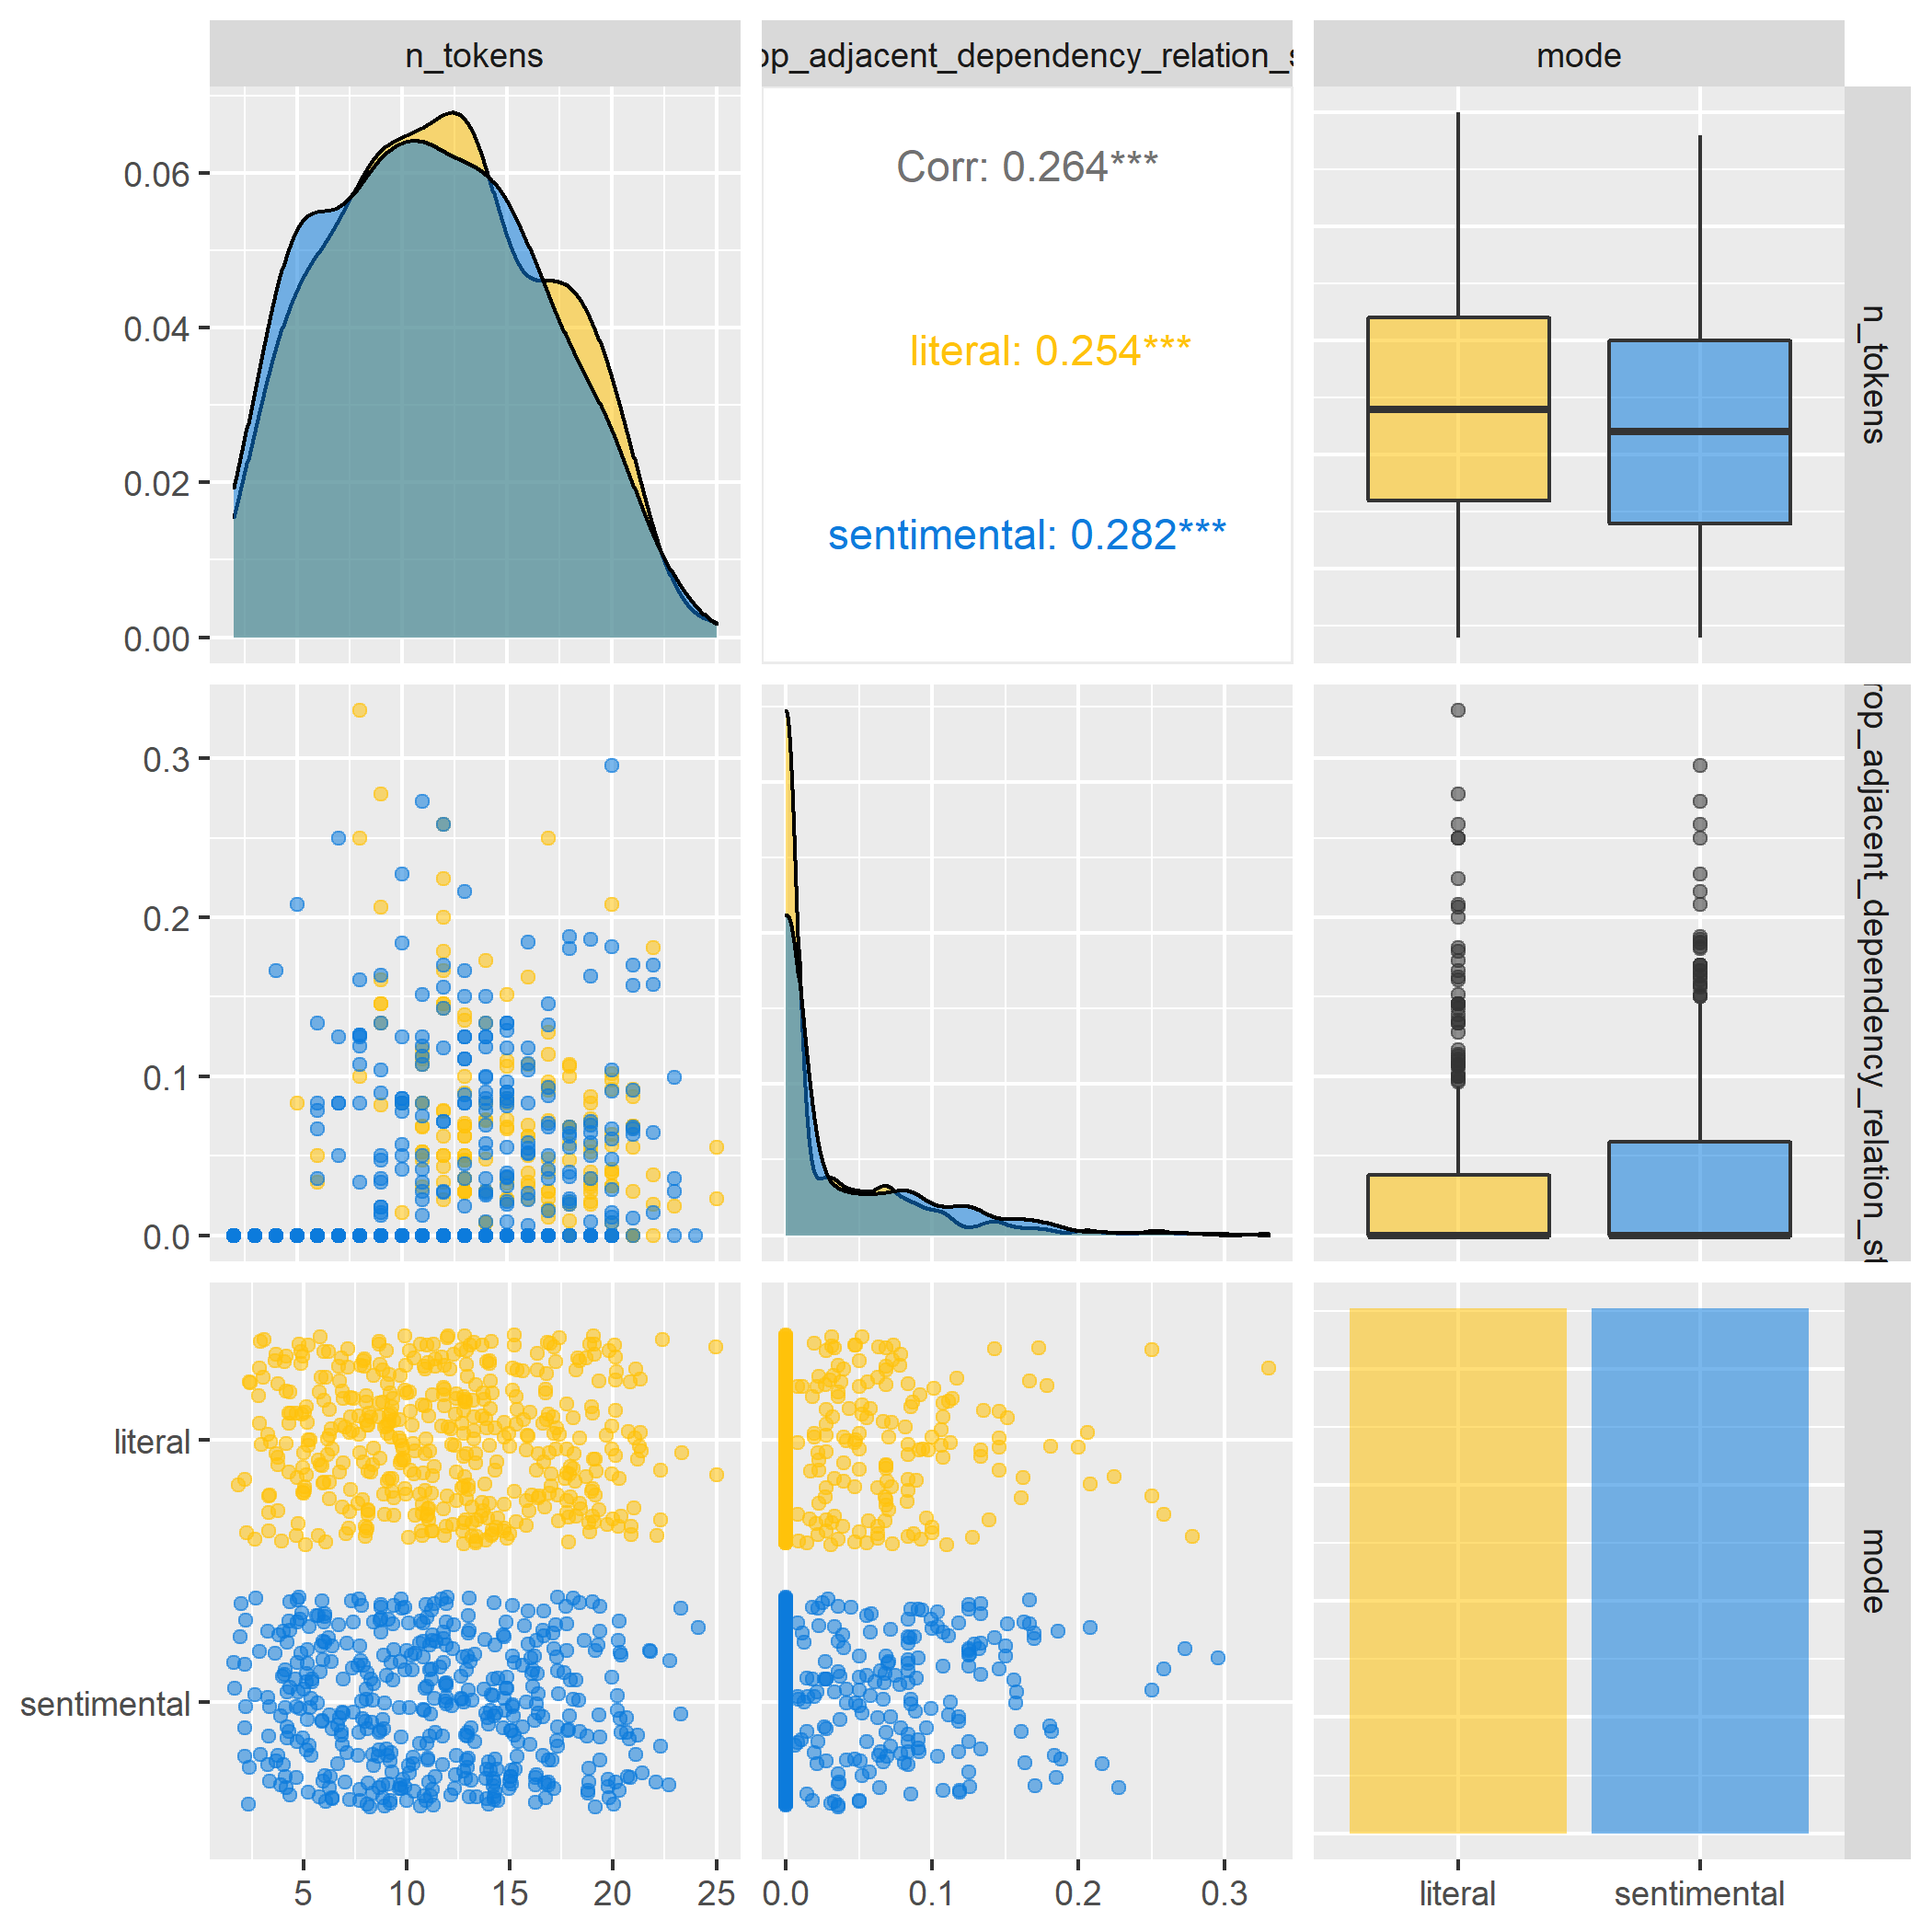 n_tokens
op_adjacent_dependency_relation_s
mode
0.06
0.04
0.02
0.00
Corr: 0.264***
literal: 0.254***
sentimental: 0.282***
n_tokens
0.3
0.2
0.1
0.0
rop_adjacent_dependency_relation_st
literal
sentimental
mode
5 10 15 20 25
0.0 0.1 0.2 0.3
literal sentimental